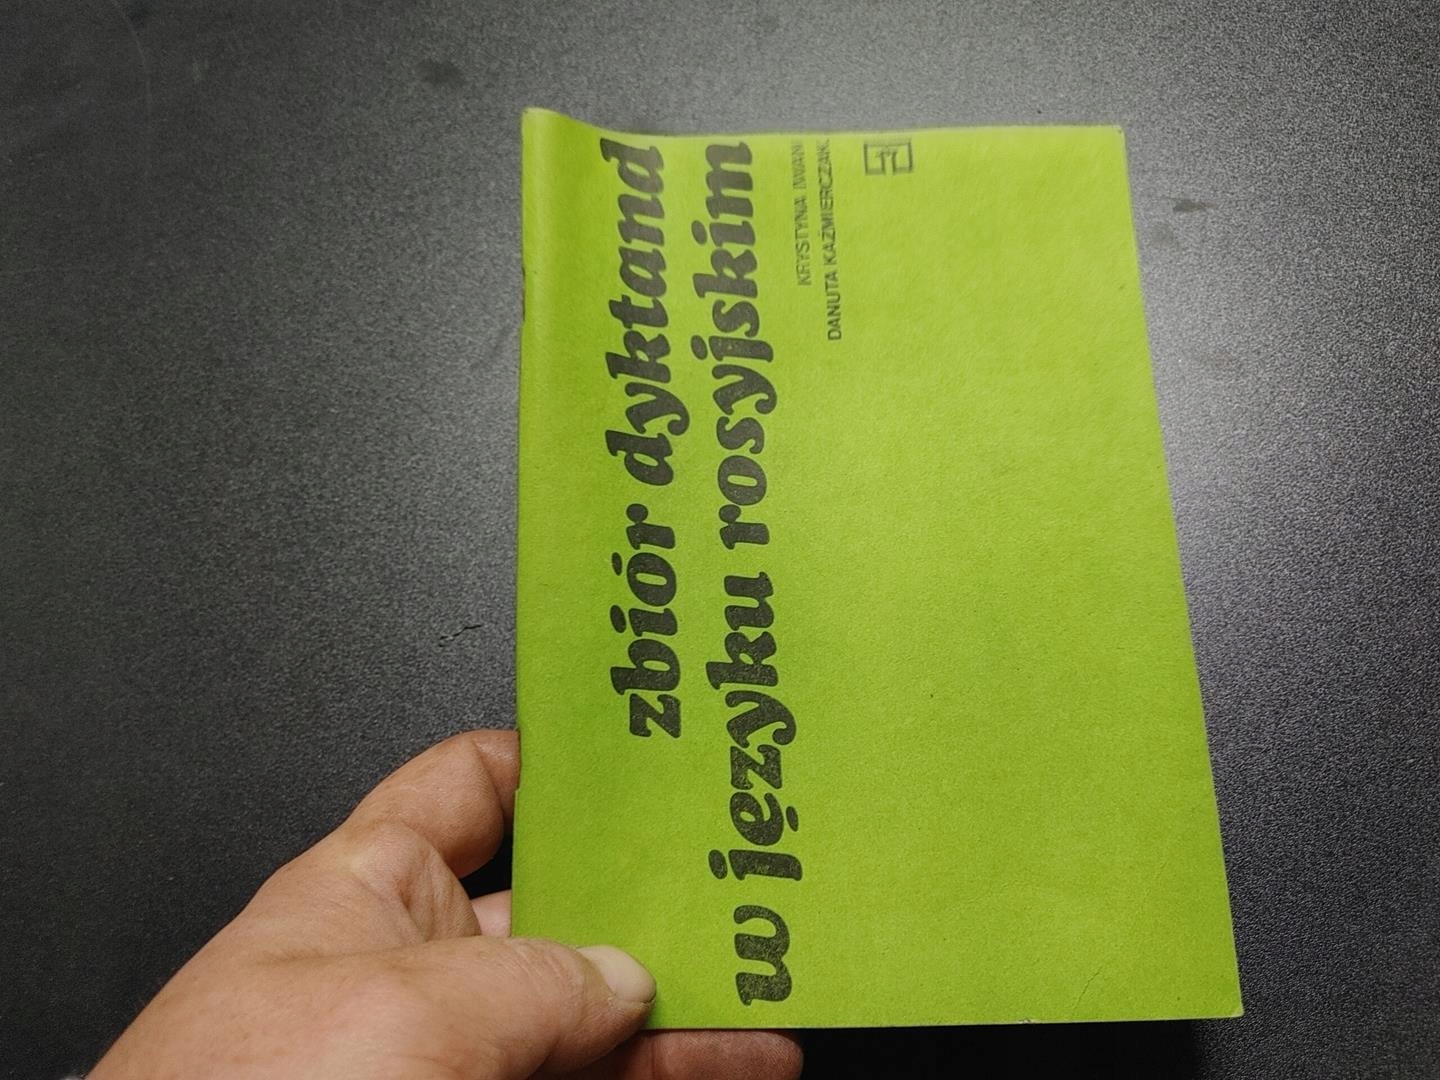 zbiór dyktand
w języku rosyjskim
KRYSTYNA IWAN
DANUTA KAŹMIERCZAK